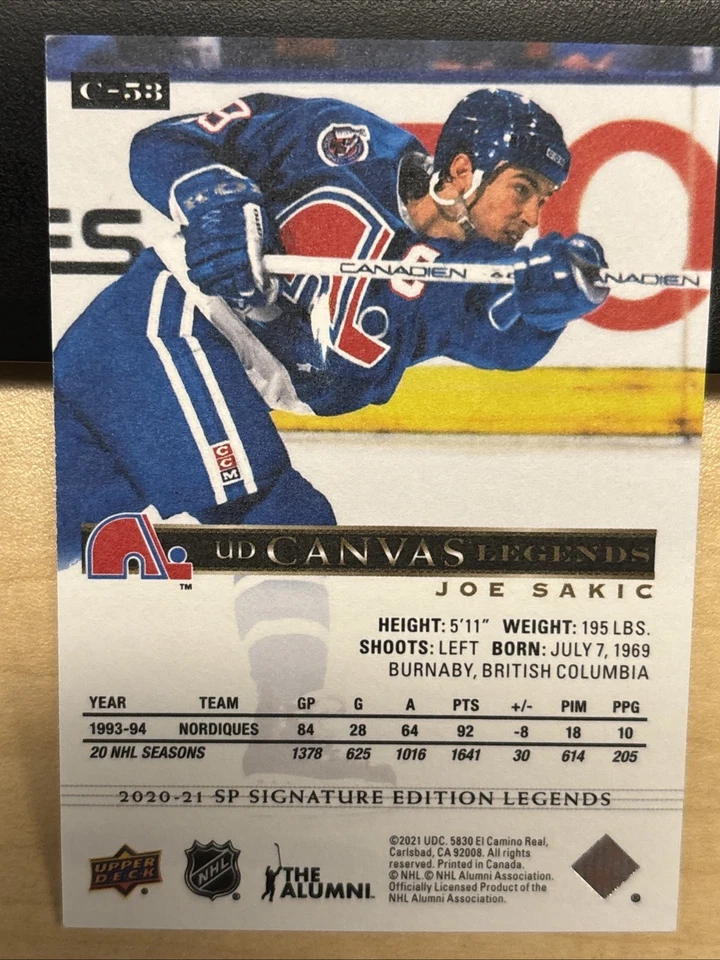 C-53
8
ES
CANADIEN
NADIEN
CCM
UD CANVAS LEGENDS
TM
JOE SAKIC
HEIGHT: 5'11" WEIGHT: 195 LBS.
SHOOTS: LEFT BORN: JULY 7, 1969
BURNABY, BRITISH COLUMBIA
YEAR TEAM GP G A PTS +/- PIM PPG
1993-94 NORDIQUES 84 28 64 92 -8 18 10
20 NHL SEASONS 1378 625 1016 1641 30 614 205
2020-21 SP SIGNATURE EDITION LEGENDS
UPPER DECK
NHL
THE ALUMNI
©2021 UDC. 5830 El Camino Real,
Carlsbad, CA 92008. All rights
reserved. Printed in Canada.
© NHL. © NHL Alumni Association.
Officially Licensed Product of the
NHL Alumni Association.